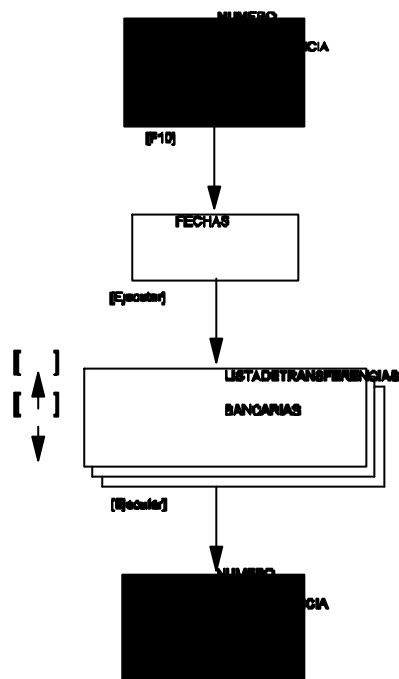 NUMERO
CIA
[F10]
FECHAS
[Ejecutar]
[ ]
[ ]
LISTADETRANSFERENCIAS
BANCARIAS
[Ejecutar]
NUMERO
CIA